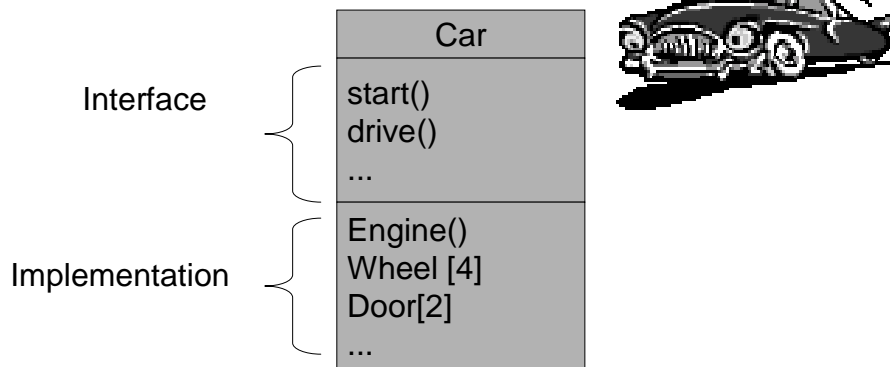 Car
Interface
start()
drive()
...
Implementation
Engine()
Wheel [4]
Door[2]
...